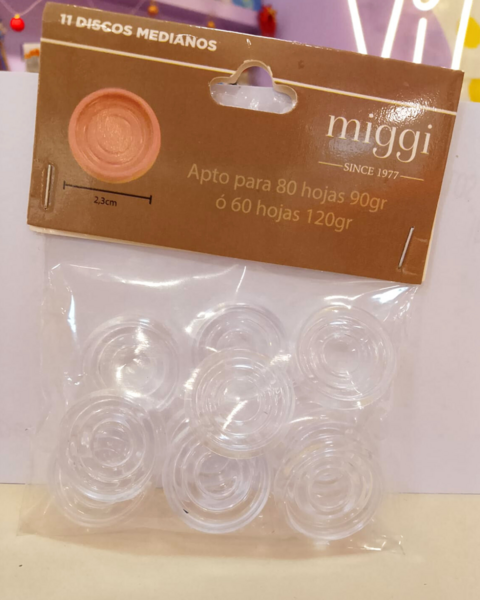 11 DISCOS MEDIANOS
miggi
SINCE 1977
Apto para 80 hojas 90gr
ó 60 hojas 120gr
2,3cm